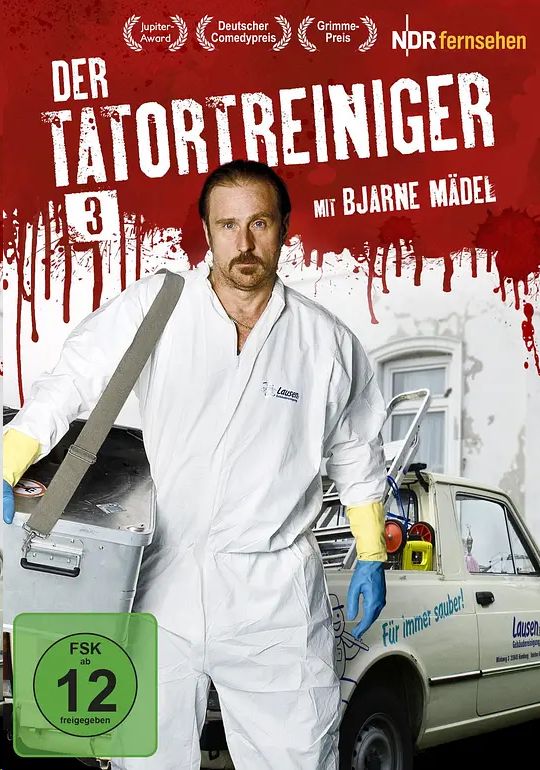 Jupiter-
Award
Deutscher
Comedypreis
Grimme-
Preis
NDR fernsehen
DER
TATORTREINIGER
3
MIT BJARNE MÄDEL
Lausen
Für immer sauber!
Lausen
Gebäudereinigung
FSK
ab
12
freigegeben